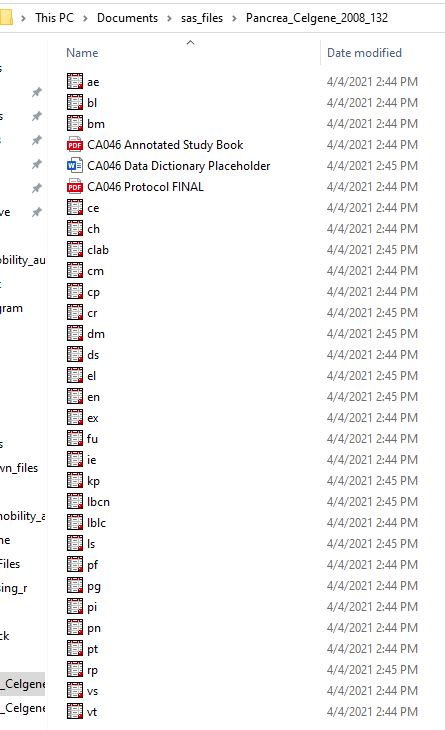 This PC > Documents > sas_files > Pancrea_Celgene_2008_132
Name Date modified
s
ae 4/4/2021 2:44 PM
bl 4/4/2021 2:44 PM
s bm 4/4/2021 2:44 PM
s CA046 Annotated Study Book 4/4/2021 2:44 PM
CA046 Data Dictionary Placeholder 4/4/2021 2:45 PM
CA046 Protocol FINAL 4/4/2021 2:44 PM
ve ce 4/4/2021 2:44 PM
ch 4/4/2021 2:44 PM
obility_au clab 4/4/2021 2:45 PM
: cm 4/4/2021 2:44 PM
gram cp 4/4/2021 2:44 PM
cr 4/4/2021 2:45 PM
dm 4/4/2021 2:45 PM
ds 4/4/2021 2:44 PM
el 4/4/2021 2:45 PM
en 4/4/2021 2:45 PM
ex 4/4/2021 2:44 PM
s fu 4/4/2021 2:44 PM
wn_files ie 4/4/2021 2:44 PM
kp 4/4/2021 2:45 PM
nobility_a lbcn 4/4/2021 2:45 PM
ne lblc 4/4/2021 2:44 PM
Files ls 4/4/2021 2:45 PM
sing_r pf 4/4/2021 2:44 PM
pg 4/4/2021 2:44 PM
ck pi 4/4/2021 2:44 PM
pn 4/4/2021 2:44 PM
pt 4/4/2021 2:44 PM
_Celgene rp 4/4/2021 2:45 PM
_Celgene vs 4/4/2021 2:44 PM
vt 4/4/2021 2:44 PM